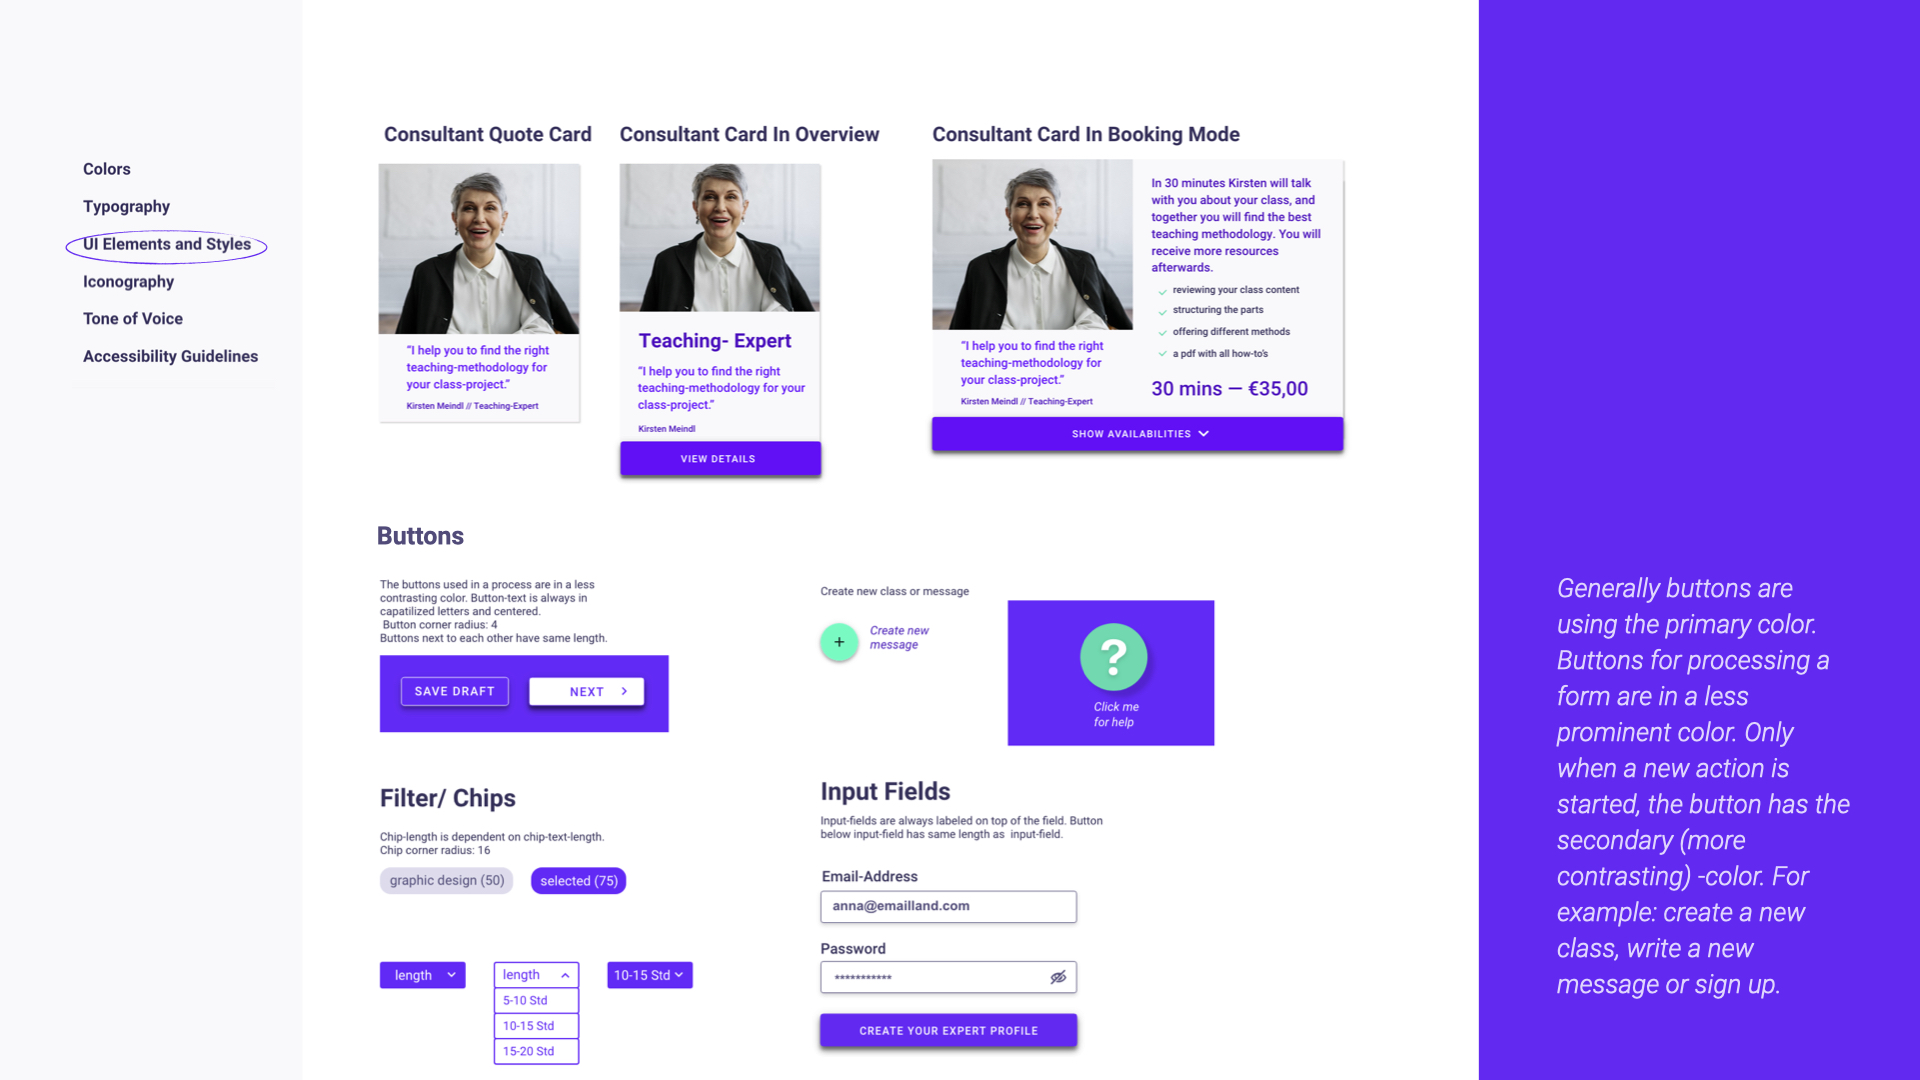 Colors
Typography
UI Elements and Styles
Iconography
Tone of Voice
Accessibility Guidelines
Consultant Quote Card
“I help you to find the right
teaching-methodology for
your class-project.”
Kirsten Meindl // Teaching-Expert
Consultant Card In Overview
Teaching- Expert
“I help you to find the right
teaching-methodology for your
class-project.”
Kirsten Meindl
VIEW DETAILS
Consultant Card In Booking Mode
“I help you to find the right
teaching-methodology for
your class-project.”
Kirsten Meindl // Teaching-Expert
In 30 minutes Kirsten will talk
with you about your class, and
together you will find the best
teaching methodology. You will
receive more resources
afterwards.
reviewing your class content
structuring the parts
offering different methods
a pdf with all how-to's
30 mins — €35,00
SHOW AVAILABILITIES
Buttons
The buttons used in a process are in a less
contrasting color. Button-text is always in
capatilized letters and centered.
Button corner radius: 4
Buttons next to each other have same length.
SAVE DRAFT
NEXT
Create new class or message
+
Create new
message
?
Click me
for help
Filter/ Chips
Chip-length is dependent on chip-text-length.
Chip corner radius: 16
graphic design (50)
selected (75)
length
length
5-10 Std
10-15 Std
15-20 Std
10-15 Std
Input Fields
Input-fields are always labeled on top of the field. Button
below input-field has same length as input-field.
Email-Address
anna@emailland.com
Password
***********
CREATE YOUR EXPERT PROFILE
Generally buttons are
using the primary color.
Buttons for processing a
form are in a less
prominent color. Only
when a new action is
started, the button has the
secondary (more
contrasting) -color. For
example: create a new
class, write a new
message or sign up.